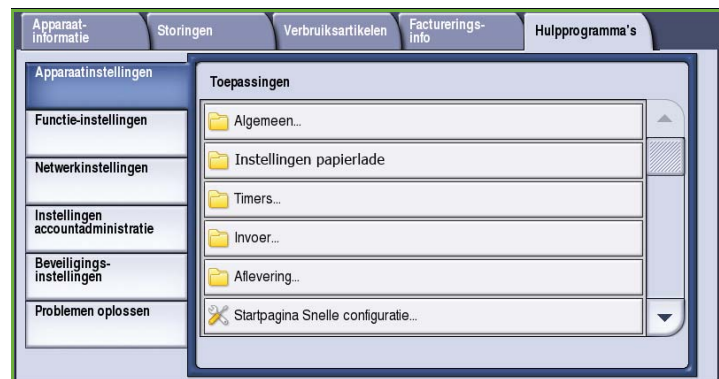 Apparaat-
informatie
Storingen
Verbruiksartikelen
Facturerings-
info
Hulpprogramma's
Apparaatinstellingen
Functie-instellingen
Netwerkinstellingen
Instellingen
accountadministratie
Beveiligings-
instellingen
Problemen oplossen
Toepassingen
Algemeen...
Instellingen papierlade
Timers...
Invoer...
Aflevering...
Startpagina Snelle configuratie...